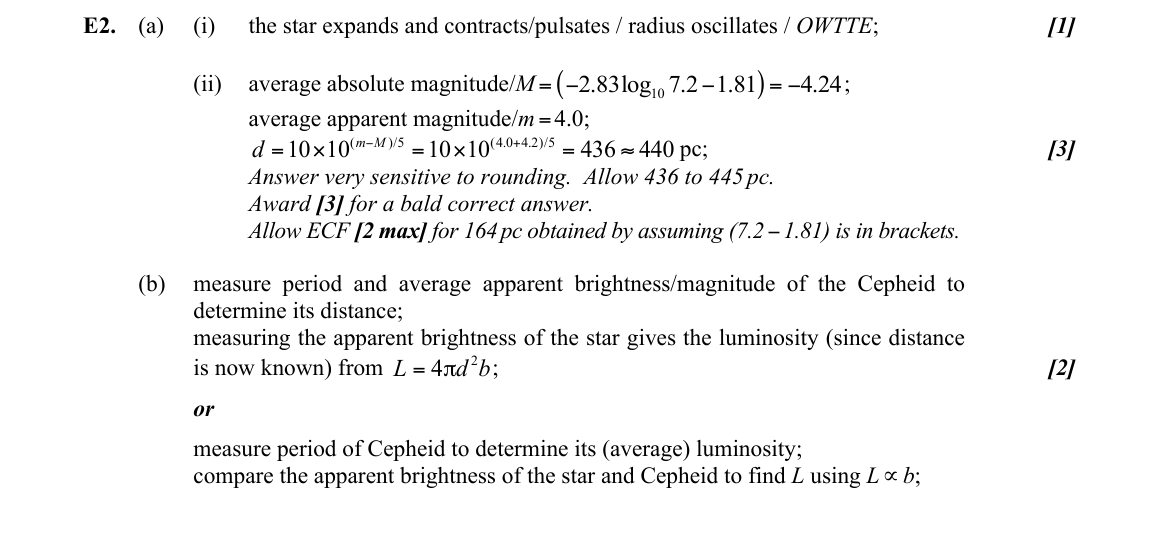 E2. (a) (i) the star expands and contracts/pulsates / radius oscillates / OWTTE; [1]
(ii) average absolute magnitude/M = (−2.83log₁₀ 7.2 − 1.81) = −4.24;
average apparent magnitude/m = 4.0;
d = 10×10^(m−M)/5 = 10×10^(4.0+4.2)/5 = 436 ≈ 440 pc; [3]
Answer very sensitive to rounding. Allow 436 to 445 pc.
Award [3] for a bald correct answer.
Allow ECF [2 max] for 164 pc obtained by assuming (7.2 – 1.81) is in brackets.
(b) measure period and average apparent brightness/magnitude of the Cepheid to
determine its distance;
measuring the apparent brightness of the star gives the luminosity (since distance
is now known) from L = 4πd²b; [2]
or
measure period of Cepheid to determine its (average) luminosity;
compare the apparent brightness of the star and Cepheid to find L using L ∝ b;